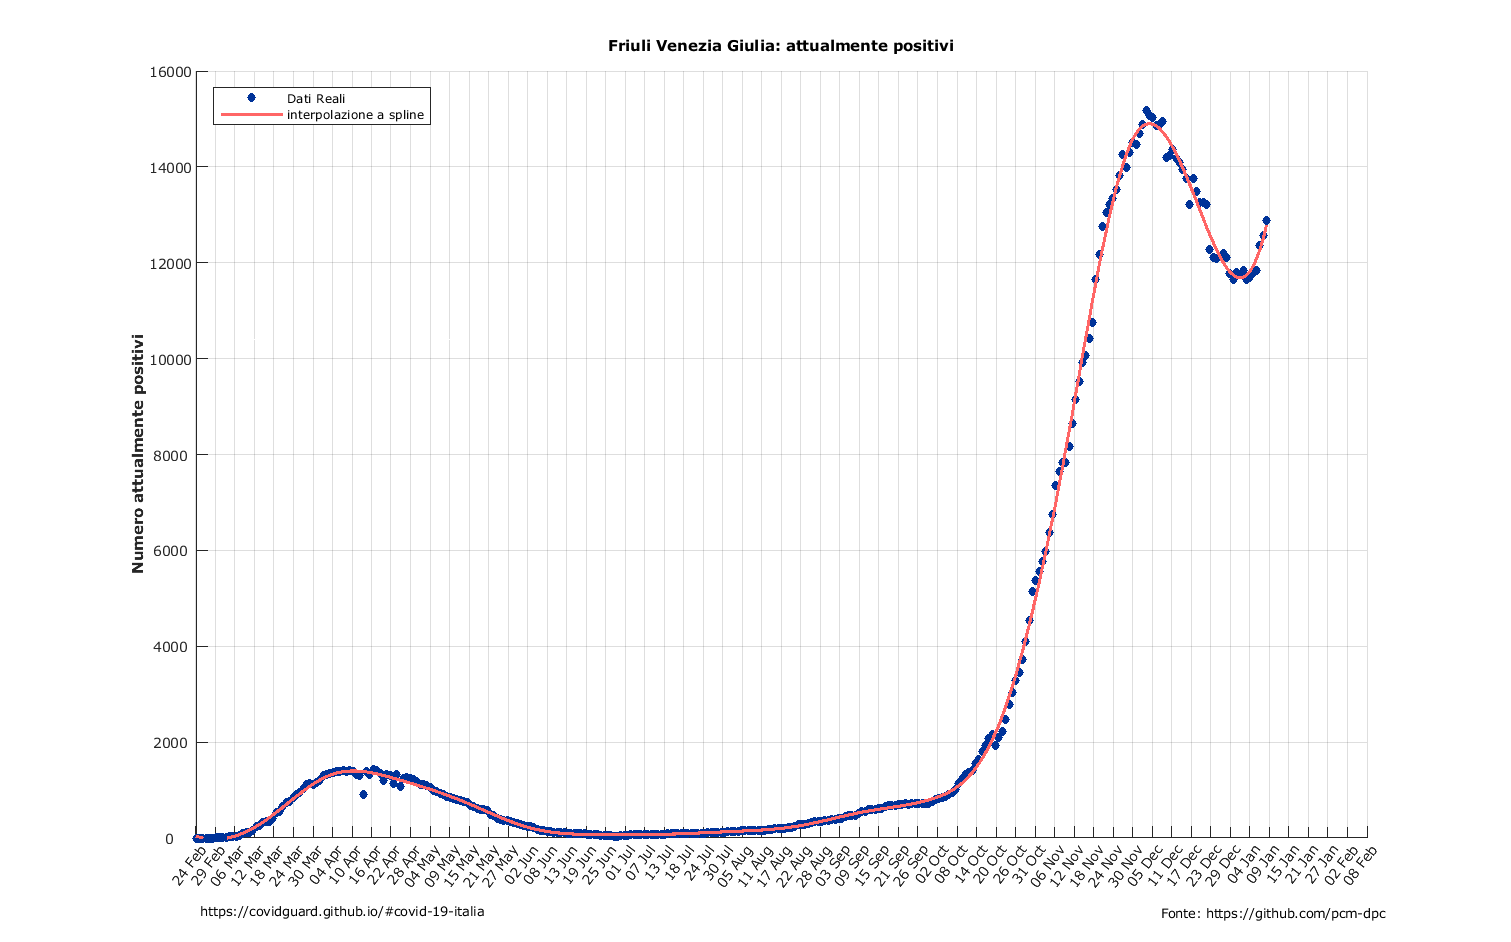 Friuli Venezia Giulia: attualmente positivi
Dati Reali
interpolazione a spline
Numero attualmente positivi
16000
14000
12000
10000
8000
6000
4000
2000
0
24 Feb
29 Feb
06 Mar
12 Mar
18 Mar
24 Mar
30 Mar
04 Apr
10 Apr
16 Apr
22 Apr
28 Apr
04 May
09 May
15 May
21 May
27 May
02 Jun
08 Jun
13 Jun
19 Jun
25 Jun
01 Jul
07 Jul
13 Jul
18 Jul
24 Jul
30 Jul
05 Aug
11 Aug
17 Aug
22 Aug
28 Aug
03 Sep
09 Sep
15 Sep
21 Sep
26 Oct
02 Oct
08 Oct
14 Oct
20 Oct
26 Oct
31 Nov
06 Nov
12 Nov
18 Nov
24 Nov
30 Dec
05 Dec
11 Dec
17 Dec
23 Dec
29 Dec
04 Jan
09 Jan
15 Jan
21 Jan
27 Jan
02 Feb
08 Feb
https://covidguard.github.io/#covid-19-italia
Fonte: https://github.com/pcm-dpc